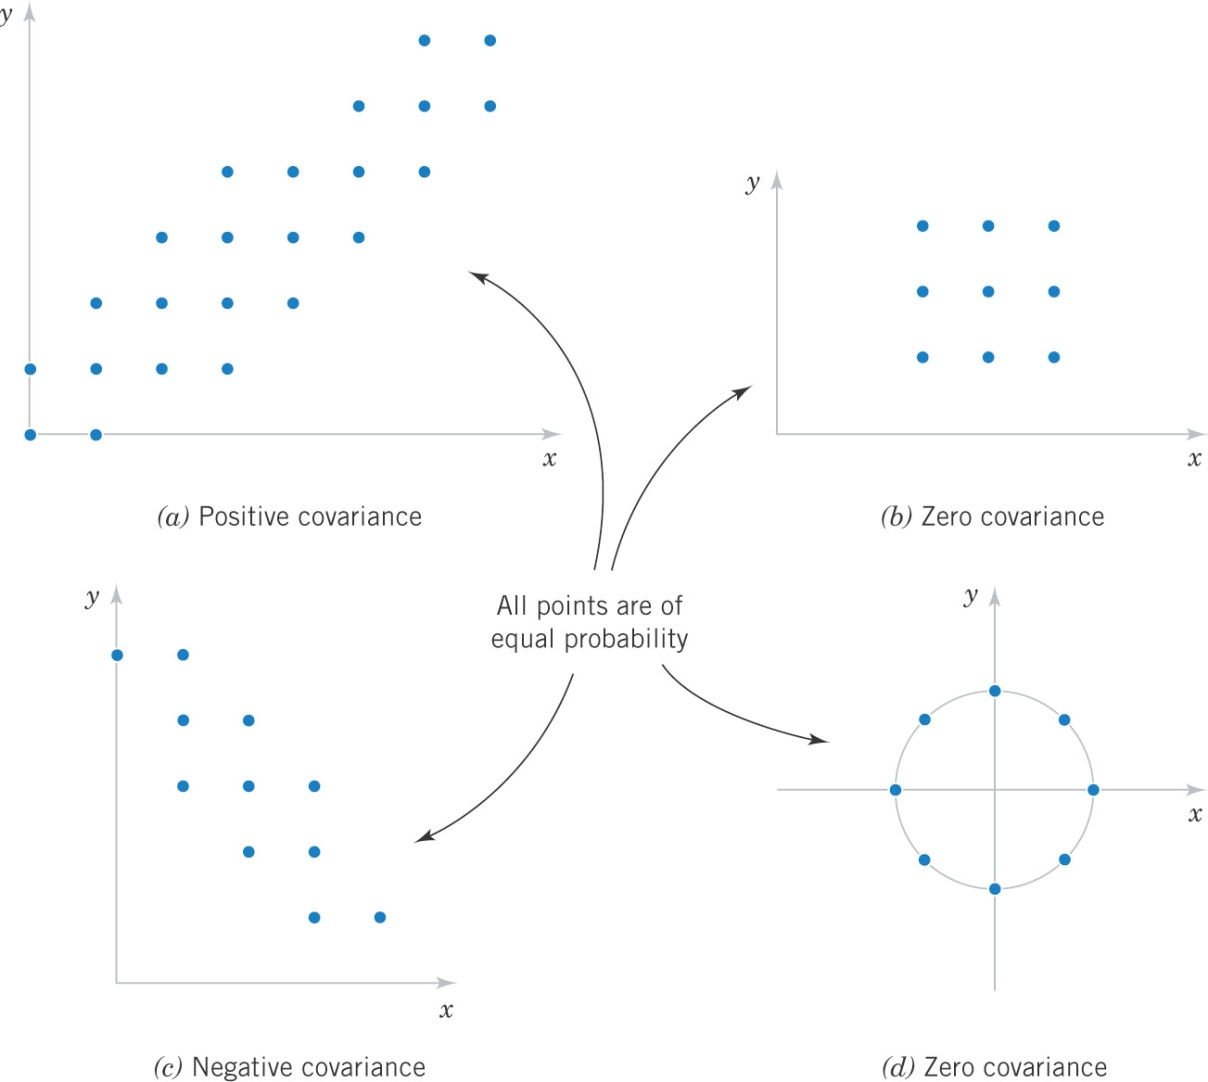 y
x
(a) Positive covariance
y
x
(b) Zero covariance
All points are of
equal probability
y
x
(c) Negative covariance
y
x
(d) Zero covariance